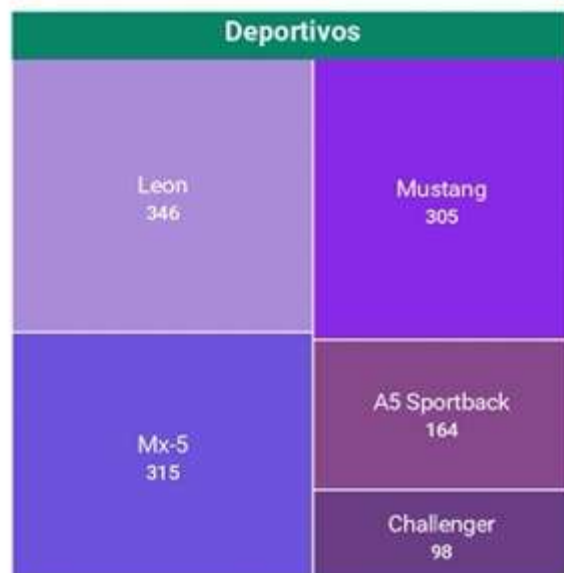 Deportivos
Leon
346
Mustang
305
Mx-5
315
A5 Sportback
164
Challenger
98